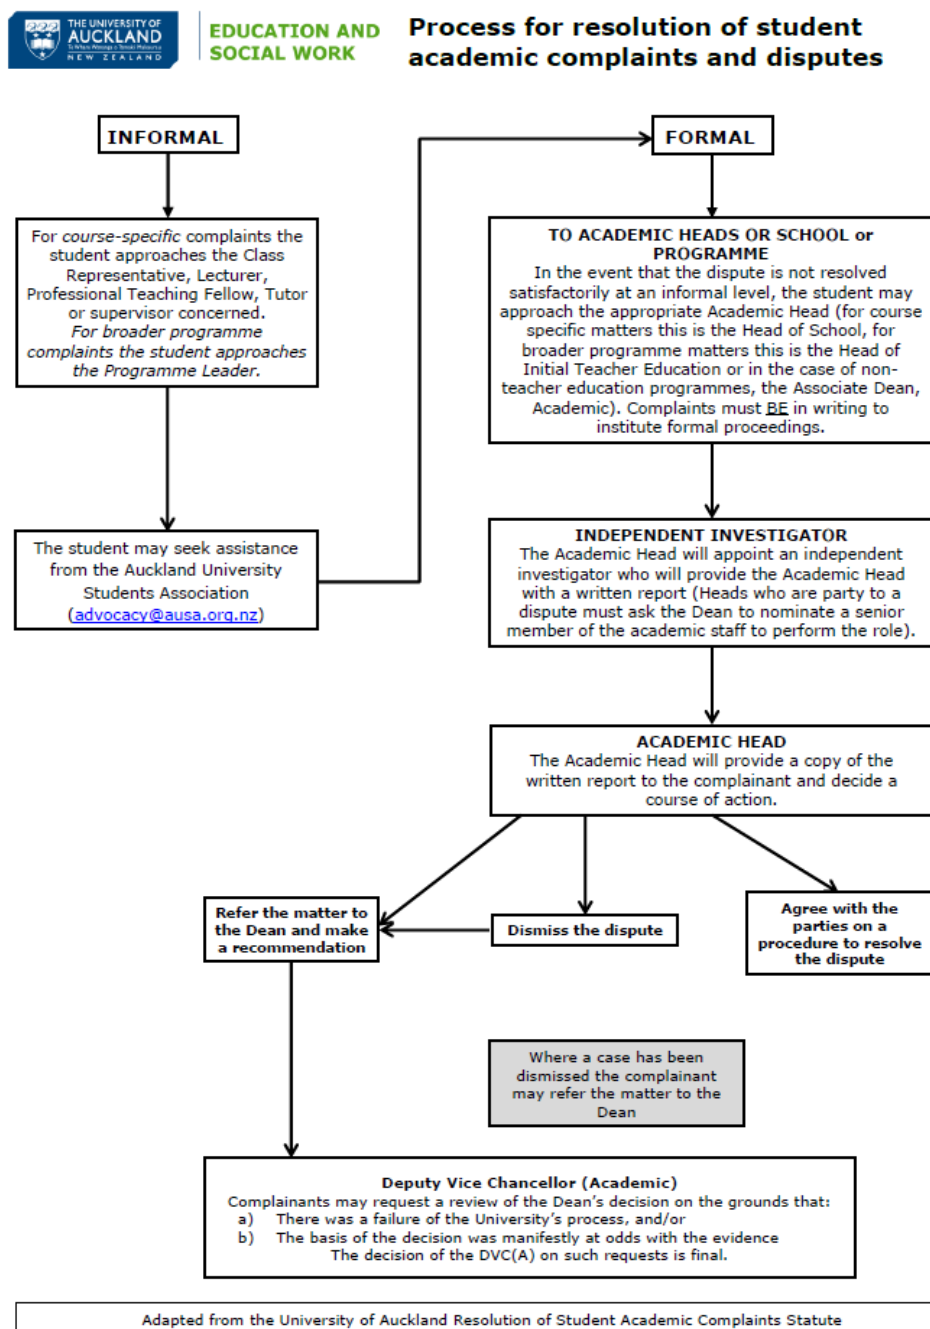 THE UNIVERSITY OF
AUCKLAND
Te Whare Wānanga o Tāmaki Makaurau
NEW ZEALAND
EDUCATION AND
SOCIAL WORK
Process for resolution of student
academic complaints and disputes
INFORMAL
For course-specific complaints the
student approaches the Class
Representative, Lecturer,
Professional Teaching Fellow, Tutor
or supervisor concerned.
For broader programme
complaints the student approaches
the Programme Leader.
The student may seek assistance
from the Auckland University
Students Association
(advocacy@ausa.org.nz)
FORMAL
TO ACADEMIC HEADS OR SCHOOL or
PROGRAMME
In the event that the dispute is not resolved
satisfactorily at an informal level, the student may
approach the appropriate Academic Head (for course
specific matters this is the Head of School, for
broader programme matters this is the Head of
Initial Teacher Education or in the case of non-
teacher education programmes, the Associate Dean,
Academic). Complaints must BE in writing to
institute formal proceedings.
INDEPENDENT INVESTIGATOR
The Academic Head will appoint an independent
investigator who will provide the Academic Head
with a written report (Heads who are party to a
dispute must ask the Dean to nominate a senior
member of the academic staff to perform the role).
ACADEMIC HEAD
The Academic Head will provide a copy of the
written report to the complainant and decide a
course of action.
Refer the matter to
the Dean and make
a recommendation
Dismiss the dispute
Agree with the
parties on a
procedure to resolve
the dispute
Where a case has been
dismissed the complainant
may refer the matter to the
Dean
Deputy Vice Chancellor (Academic)
Complainants may request a review of the Dean's decision on the grounds that:
a) There was a failure of the University's process, and/or
b) The basis of the decision was manifestly at odds with the evidence
The decision of the DVC(A) on such requests is final.
Adapted from the University of Auckland Resolution of Student Academic Complaints Statute